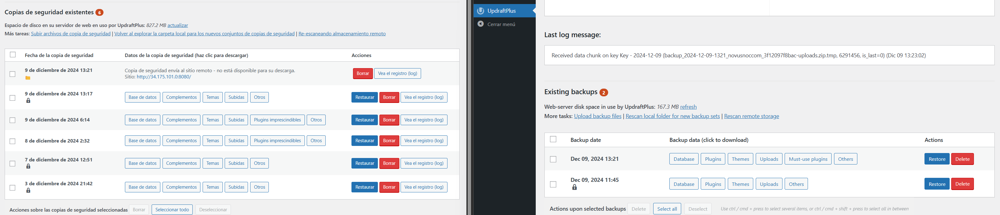 Copias de seguridad existentes 6
Espacio de disco en su servidor de web en uso por UpdraftPlus: 827.2 MB actualizar
Más tareas: Subir archivos de copia de seguridad | Volver al explorar la carpeta local para los nuevos conjuntos de copias de seguridad | Re-escaneando almacenamiento remoto
Fecha de la copia de seguridad Datos de la copia de seguridad (haz clic para descargar) Acciones
9 de diciembre de 2024 13:21 Copia de seguridad envía al sitio remoto - no está disponible para su descarga. Borrar Vea el registro (log)
Sitio: http://34.175.101.0:8080/
9 de diciembre de 2024 13:17 Base de datos Complementos Temas Subidas Otros Restaurar Borrar Vea el registro (log)
9 de diciembre de 2024 6:14 Base de datos Complementos Temas Subidas Plugins imprescindibles Otros Restaurar Borrar Vea el registro (log)
8 de diciembre de 2024 2:32 Base de datos Complementos Temas Subidas Plugins imprescindibles Otros Restaurar Borrar Vea el registro (log)
7 de diciembre de 2024 12:51 Base de datos Complementos Temas Subidas Otros Restaurar Borrar Vea el registro (log)
3 de diciembre de 2024 21:42 Base de datos Complementos Temas Subidas Otros Restaurar Borrar Vea el registro (log)
Acciones sobre las copias de seguridad seleccionadas Borrar Seleccionar todo Deseleccionar
UpdraftPlus
Cerrar menú
Last log message:
Received data chunk on key Key - 2024-12-09 (backup_2024-12-09-1321_novusnoccom_3f12097f8bac-uploads.zip.tmp, 6291456, is_last=0) (Dic 09 13:23:02)
Existing backups 2
Web-server disk space in use by UpdraftPlus: 167.3 MB refresh
More tasks: Upload backup files | Rescan local folder for new backup sets | Rescan remote storage
Backup date Backup data (click to download) Actions
Dec 09, 2024 13:21 Database Plugins Themes Uploads Must-use plugins Others Restore Delete
Dec 09, 2024 11:45 Database Plugins Themes Uploads Others Restore Delete
Actions upon selected backups Delete Select all Deselect Use ctrl / cmd + press to select several items, or ctrl / cmd + shift + press to select all in between